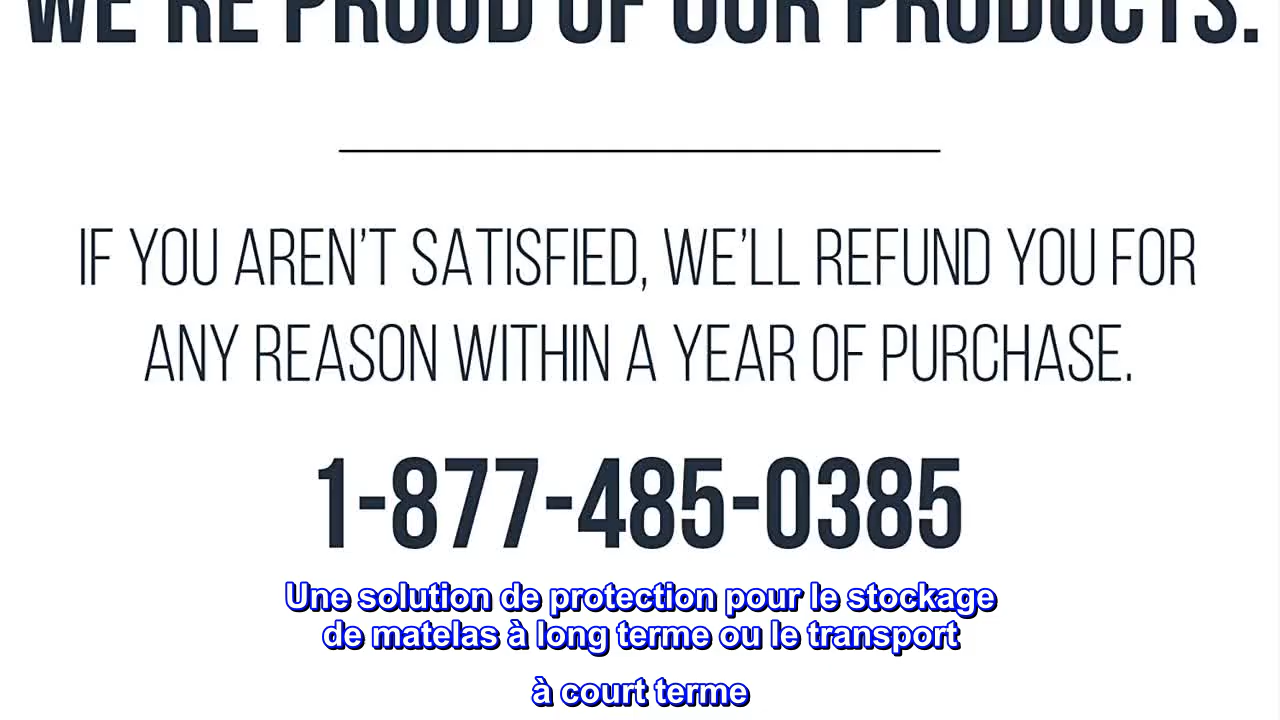 WE'RE PROUD OF OUR PRODUCTS.
IF YOU AREN'T SATISFIED, WE'LL REFUND YOU FOR
ANY REASON WITHIN A YEAR OF PURCHASE.
1-877-485-0385
Une solution de protection pour le stockage
de matelas à long terme ou le transport
à court terme